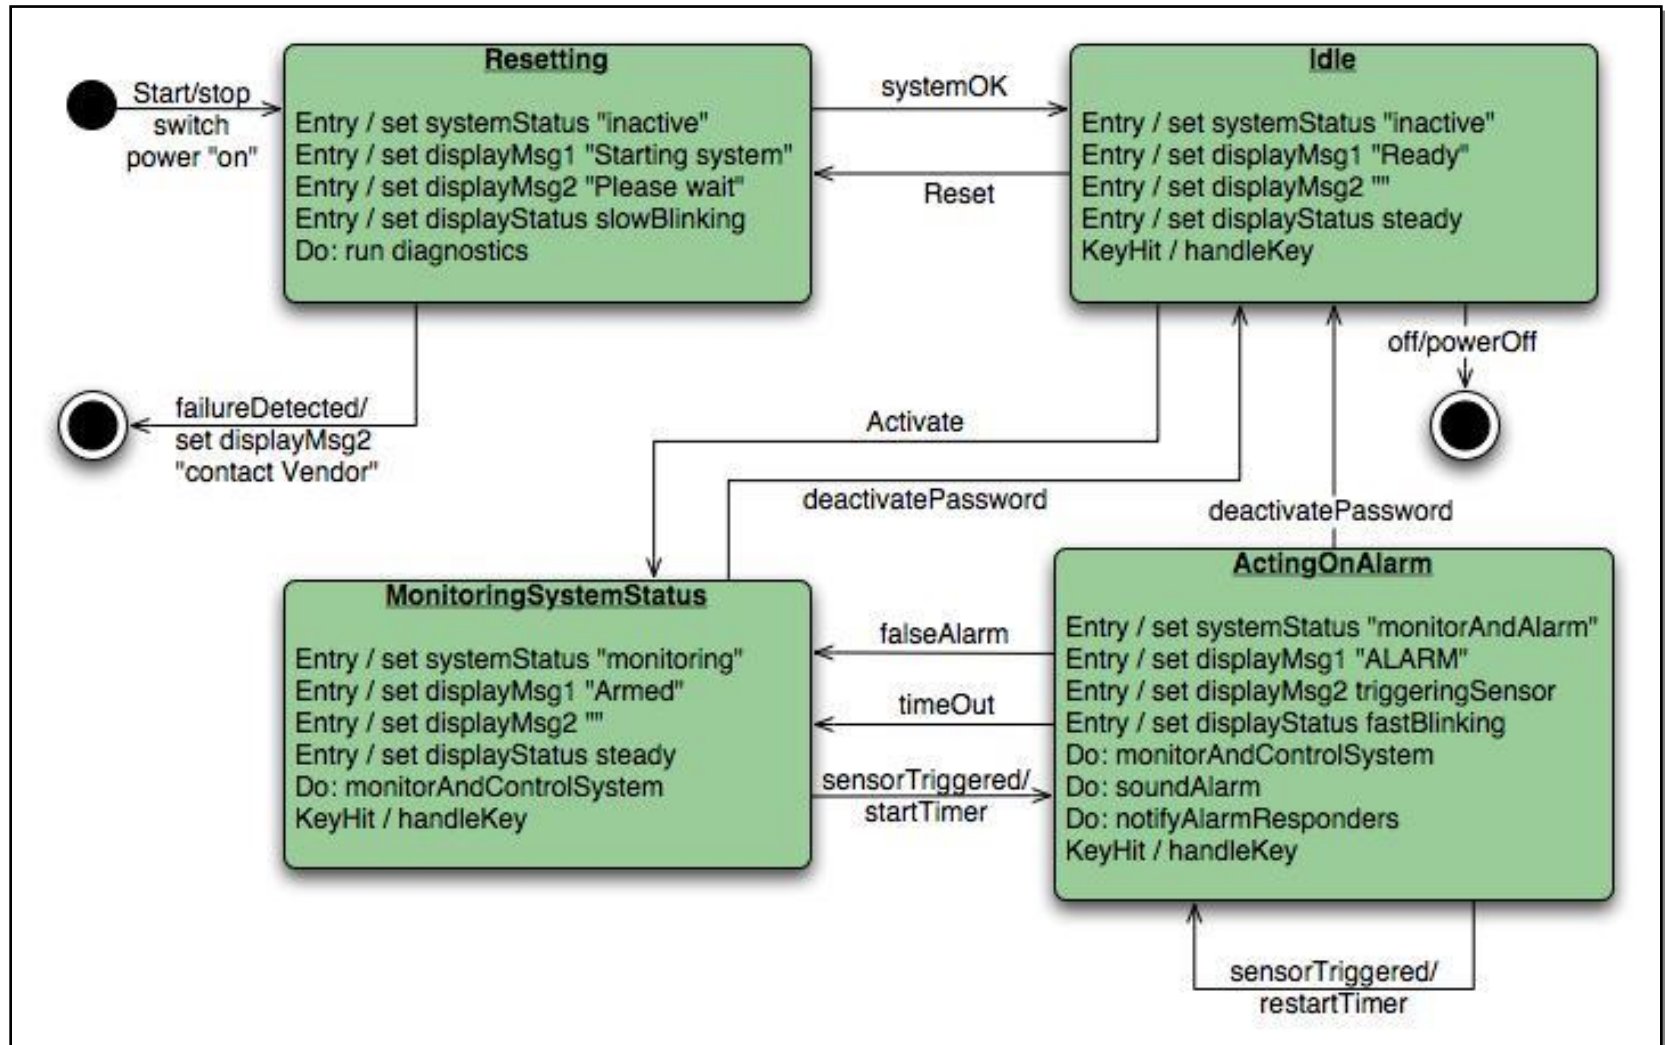 Start/stop
switch
power "on"
Resetting
Entry / set systemStatus "inactive"
Entry / set displayMsg1 "Starting system"
Entry / set displayMsg2 "Please wait"
Entry / set displayStatus slowBlinking
Do: run diagnostics
systemOK
Reset
Idle
Entry / set systemStatus "inactive"
Entry / set displayMsg1 "Ready"
Entry / set displayMsg2 ""
Entry / set displayStatus steady
KeyHit / handleKey
off/powerOff
failureDetected/
set displayMsg2
"contact Vendor"
Activate
deactivatePassword
deactivatePassword
MonitoringSystemStatus
Entry / set systemStatus "monitoring"
Entry / set displayMsg1 "Armed"
Entry / set displayMsg2 ""
Entry / set displayStatus steady
Do: monitorAndControlSystem
KeyHit / handleKey
falseAlarm
timeOut
sensorTriggered/
startTimer
ActingOnAlarm
Entry / set systemStatus "monitorAndAlarm"
Entry / set displayMsg1 "ALARM"
Entry / set displayMsg2 triggeringSensor
Entry / set displayStatus fastBlinking
Do: monitorAndControlSystem
Do: soundAlarm
Do: notifyAlarmResponders
KeyHit / handleKey
sensorTriggered/
restartTimer